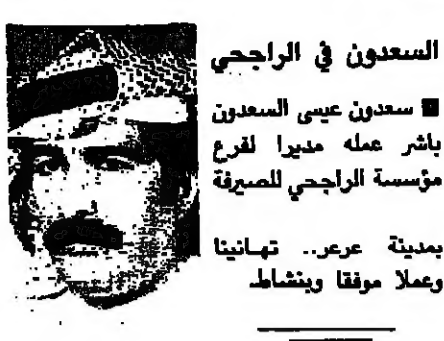 السعدون في الراجحي
سعدون عيسى السعدون
باشر عمله مديرا لفرع
مؤسسة الراجحي للصيرفة
بمدينة عرعر.. تهانينا
وعملا موفقا وبنشاط.